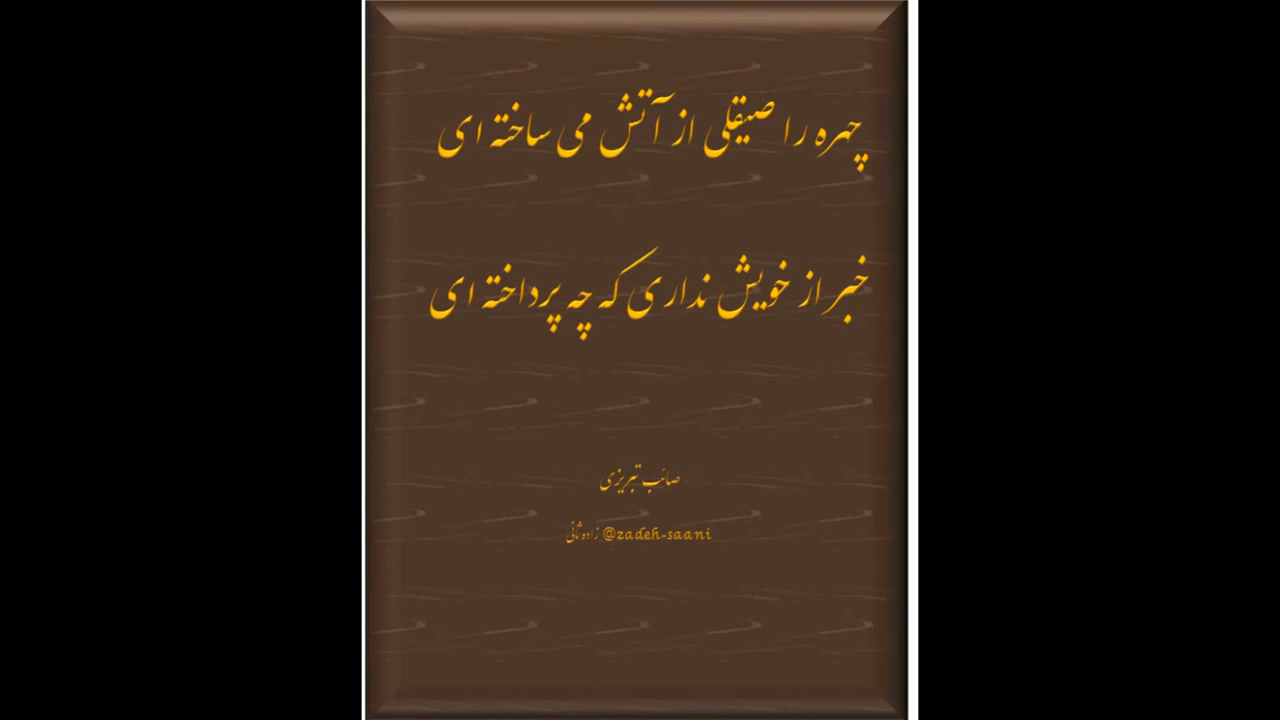 چهره را صیقلی از آتش می ساخته ای
خبر از خویش نداری که چه پرداخته ای
صائب تبریزی
@zadeh-saani زاده ثانی